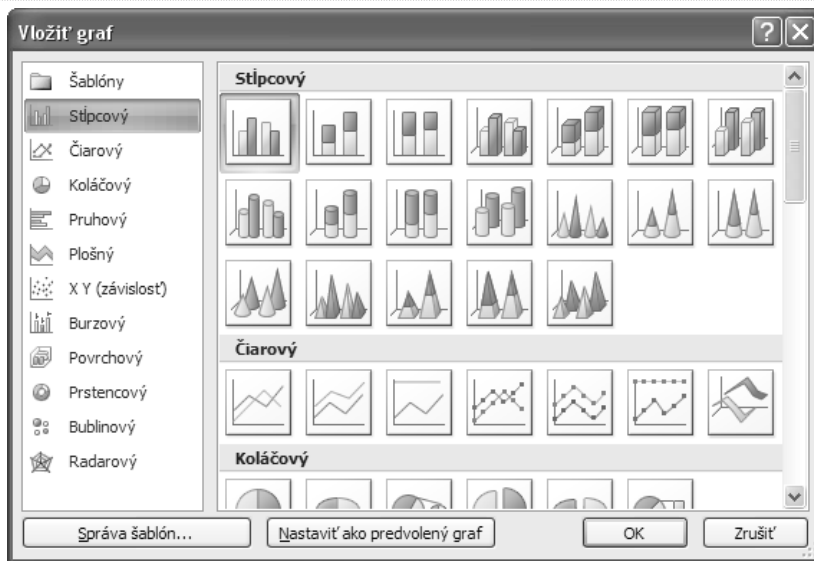 Vložiť graf
Šablóny
Stĺpcový
Čiarový
Koláčový
Pruhový
Plošný
X Y (závislosť)
Burzový
Povrchový
Prstencový
Bublinový
Radarový
Stĺpcový
Čiarový
Koláčový
Správa šablón...
Nastaviť ako predvolený graf
OK
Zrušiť